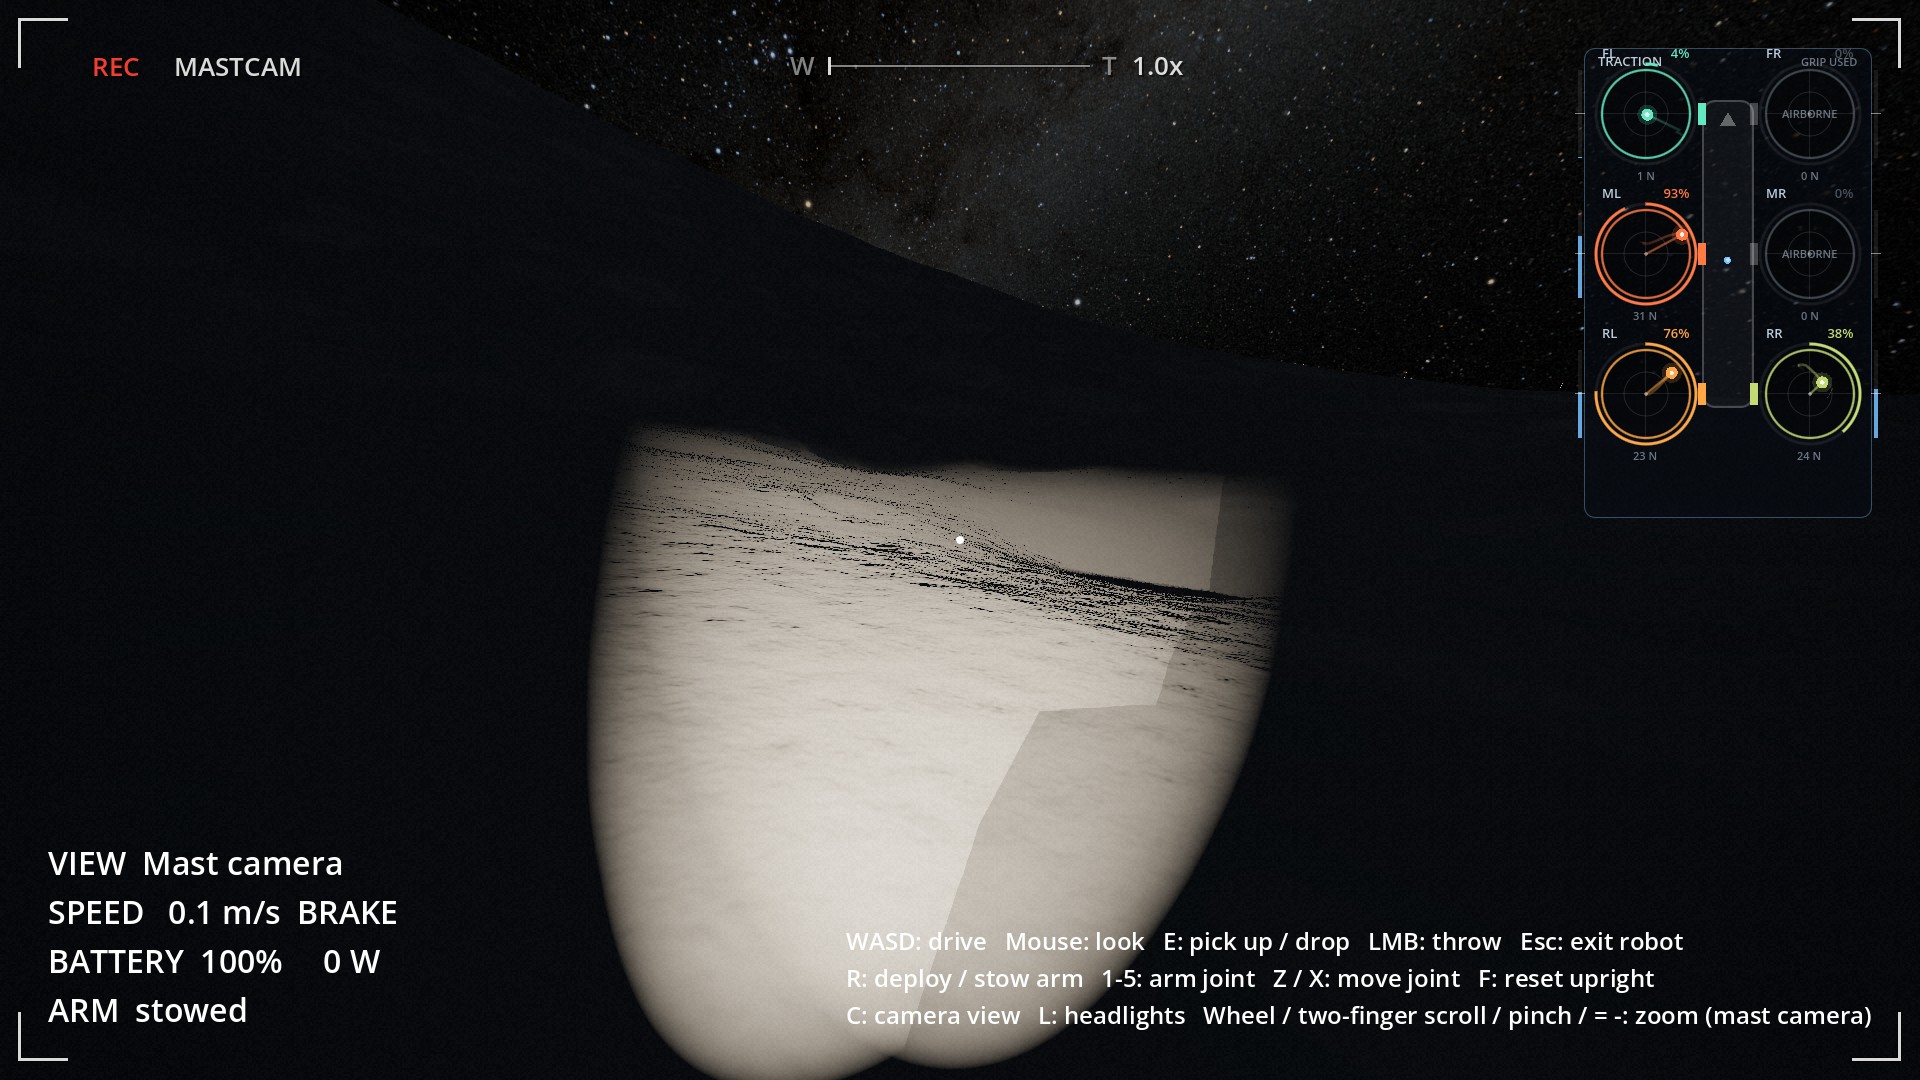 REC MASTCAM
W T 1.0x
TRACTION GRIP USED
FL 4% FR 0%
AIRBORNE
1 N 0 N
ML 93% MR 0%
AIRBORNE
31 N 0 N
RL 76% RR 38%
23 N 24 N
VIEW Mast camera
SPEED 0.1 m/s BRAKE
BATTERY 100% 0 W
ARM stowed
WASD: drive Mouse: look E: pick up / drop LMB: throw Esc: exit robot
R: deploy / stow arm 1-5: arm joint Z / X: move joint F: reset upright
C: camera view L: headlights Wheel / two-finger scroll / pinch / = -: zoom (mast camera)